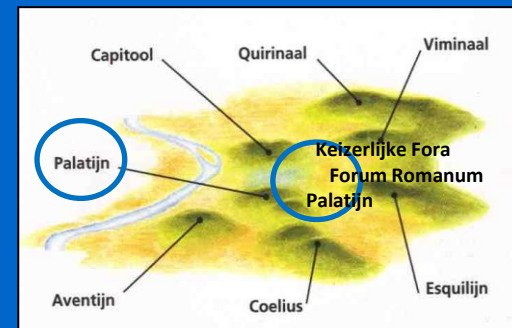 Viminaal
Quirinaal
Capitool
Keizerlijke Fora
Palatijn
Forum Romanum
Palatijn
Esquilijn
Aventijn
Coelius